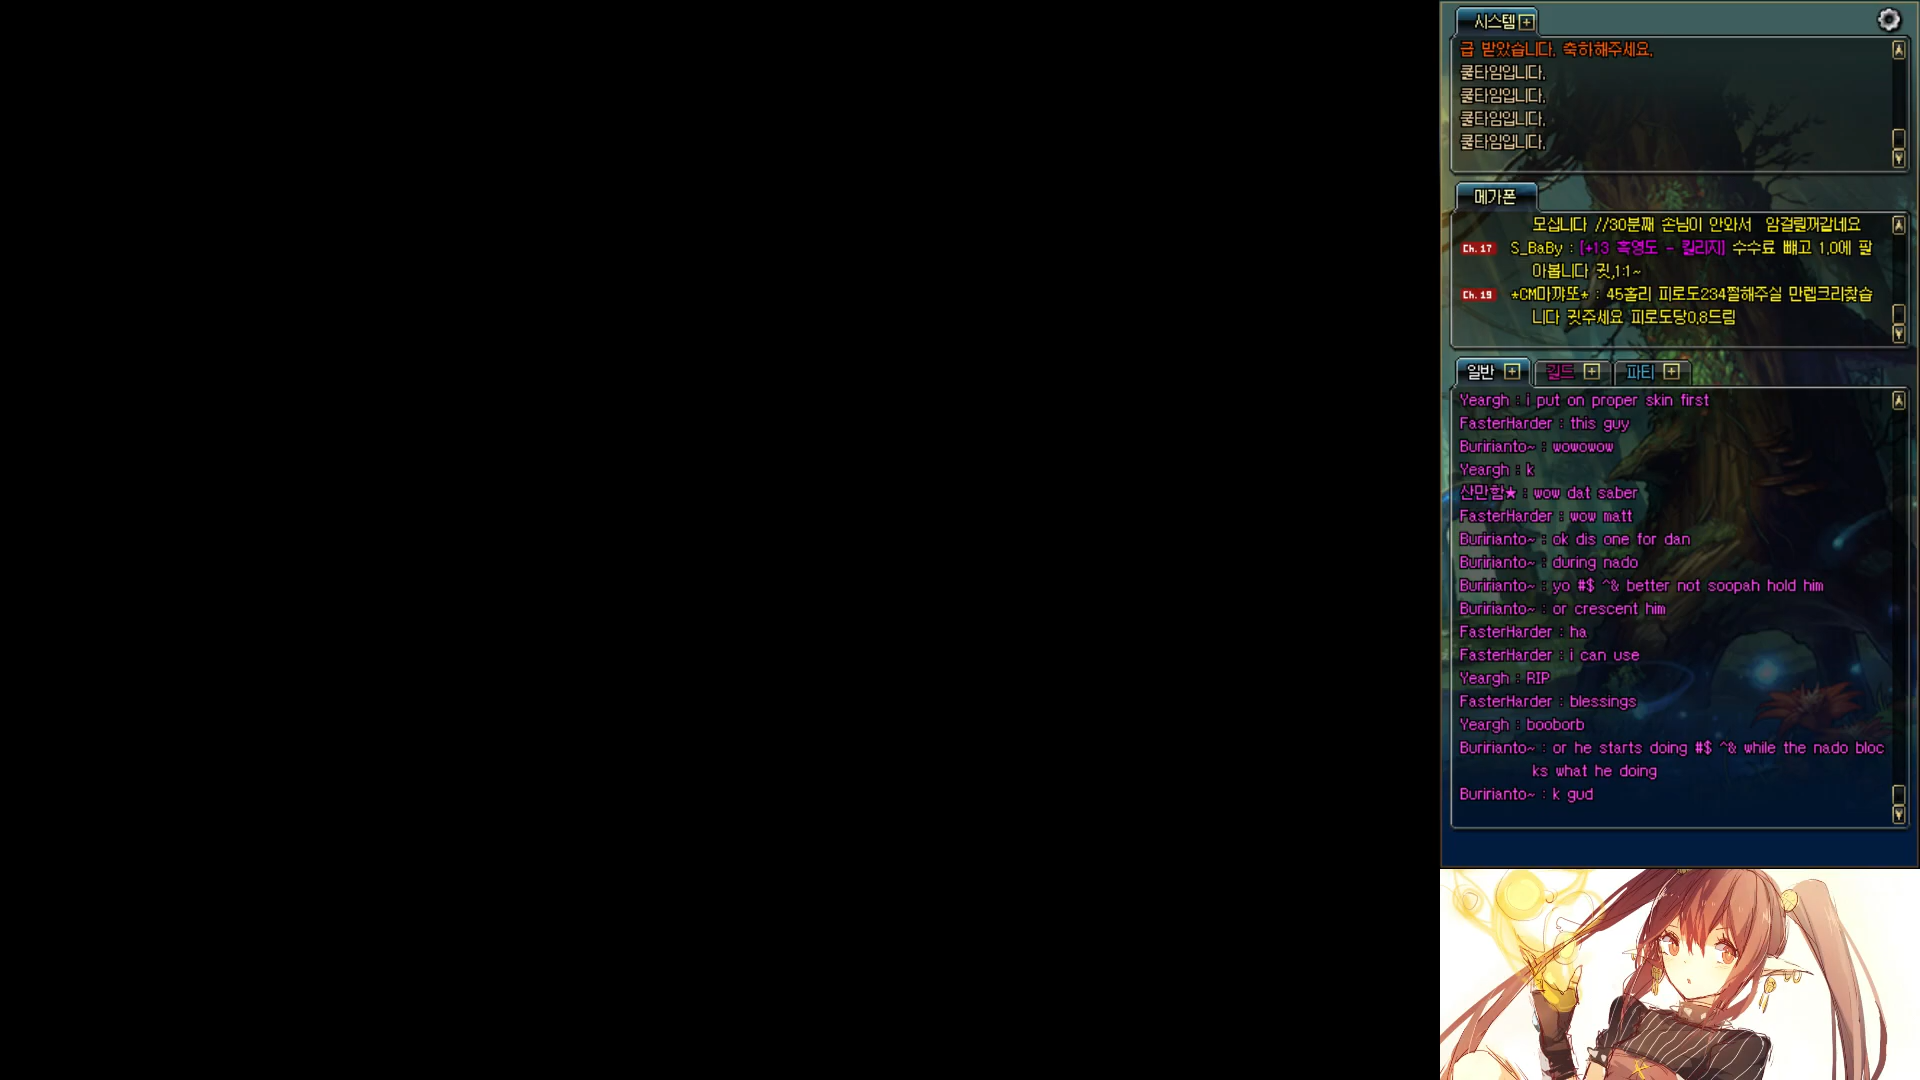 시스템
급 받았습니다. 축하해주세요.
쿨타임입니다.
쿨타임입니다.
쿨타임입니다.
쿨타임입니다.
메가폰
모십니다 //30분째 손님이 안와서 암걸릴꺼같네요
Ch. 17 S_BaBy : [+13 흑영도 - 킬리지] 수수료 빼고 1.0에 팔
아봅니다 귓,1:1~
Ch. 19 *CM마꺄또* : 45홀리 피로도234쩔해주실 만렙크리찾습
니다 귓주세요 피로도당0.8드림
일반 길드 파티
Yeargh : i put on proper skin first
FasterHarder : this guy
Buririanto~ : wowowow
Yeargh : k
산만함★ : wow dat saber
FasterHarder : wow matt
Buririanto~ : ok dis one for dan
Buririanto~ : during nado
Buririanto~ : yo #$ ^& better not soopah hold him
Buririanto~ : or crescent him
FasterHarder : ha
FasterHarder : i can use
Yeargh : RIP
FasterHarder : blessings
Yeargh : booborb
Buririanto~ : or he starts doing #$ ^& while the nado bloc
ks what he doing
Buririanto~ : k gud